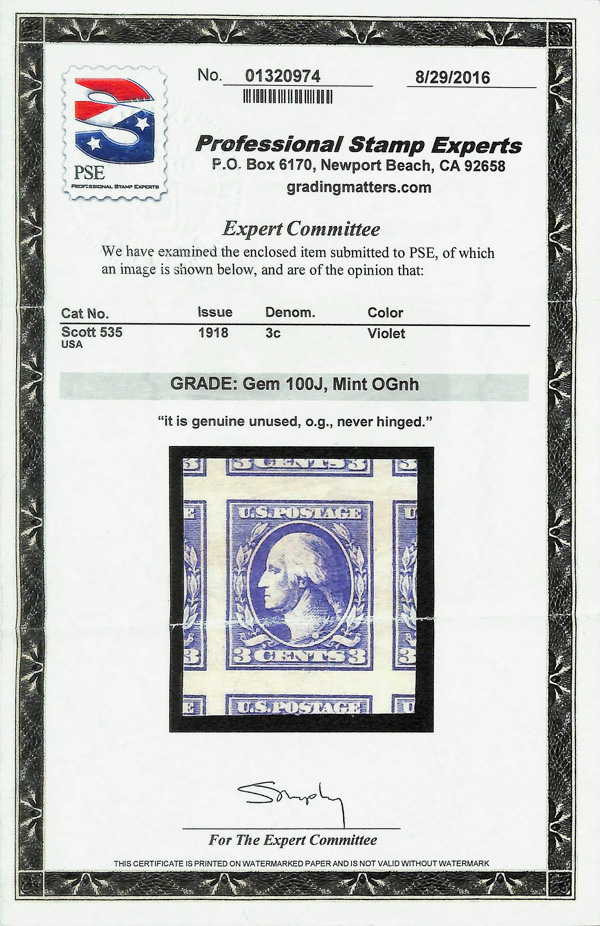 No. 01320974 8/29/2016
PSE
PROFESSIONAL STAMP EXPERTS
Professional Stamp Experts
P.O. Box 6170, Newport Beach, CA 92658
gradingmatters.com
Expert Committee
We have examined the enclosed item submitted to PSE, of which
an image is shown below, and are of the opinion that:
Cat No. Issue Denom. Color
Scott 535 1918 3c Violet
USA
GRADE: Gem 100J, Mint OGnh
“it is genuine unused, o.g., never hinged.”
3 3 CENTS 3 3
E U.S. POSTAGE U
3 3 CENTS 3 3
E U.S. POSTAGE U
For The Expert Committee
THIS CERTIFICATE IS PRINTED ON WATERMARKED PAPER AND IS NOT VALID WITHOUT WATERMARK